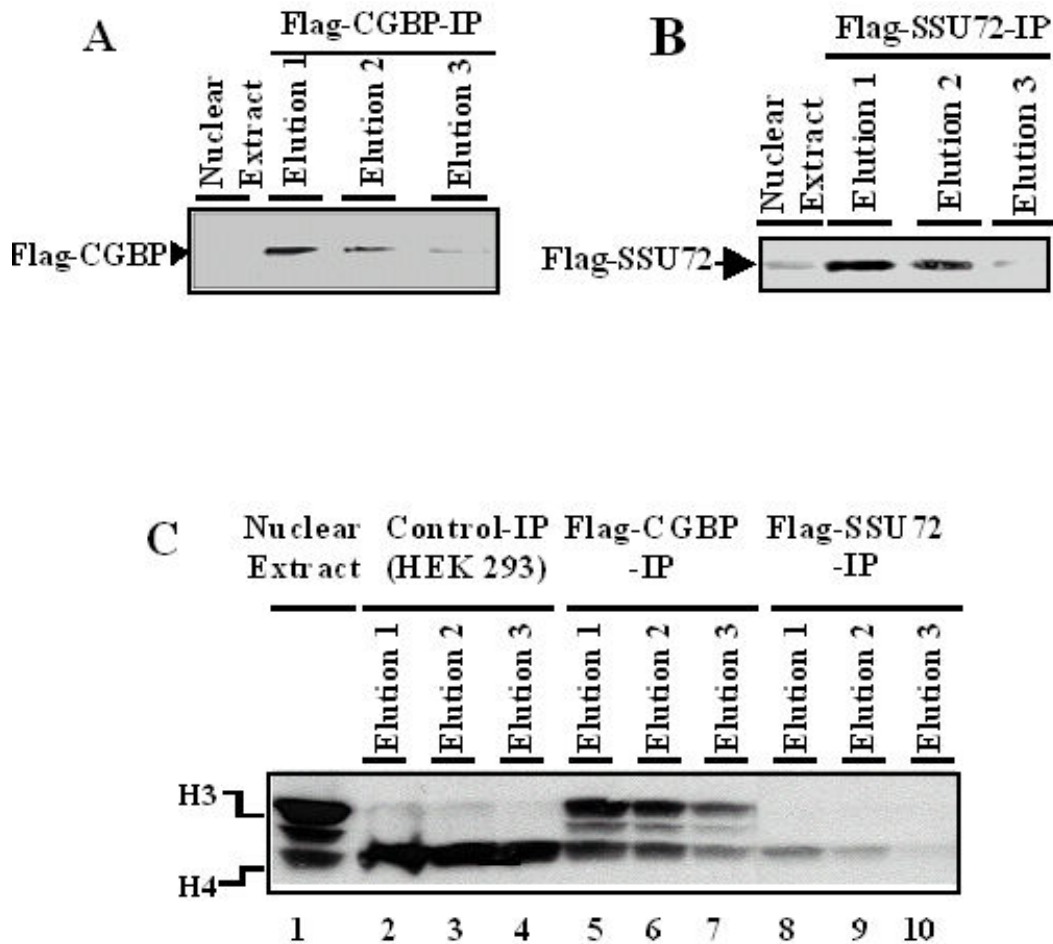 A
Flag-CGBP-IP
Nuclear
Extract
Elution 1
Elution 2
Elution 3
Flag-CGBP
B
Flag-SSU72-IP
Nuclear
Extract
Elution 1
Elution 2
Elution 3
Flag-SSU72
C
Nuclear
Extract
Control-IP
(HEK 293)
Flag-CGBP
-IP
Flag-SSU72
-IP
Elution 1
Elution 2
Elution 3
Elution 1
Elution 2
Elution 3
Elution 1
Elution 2
Elution 3
H3
H4
1 2 3 4 5 6 7 8 9 10